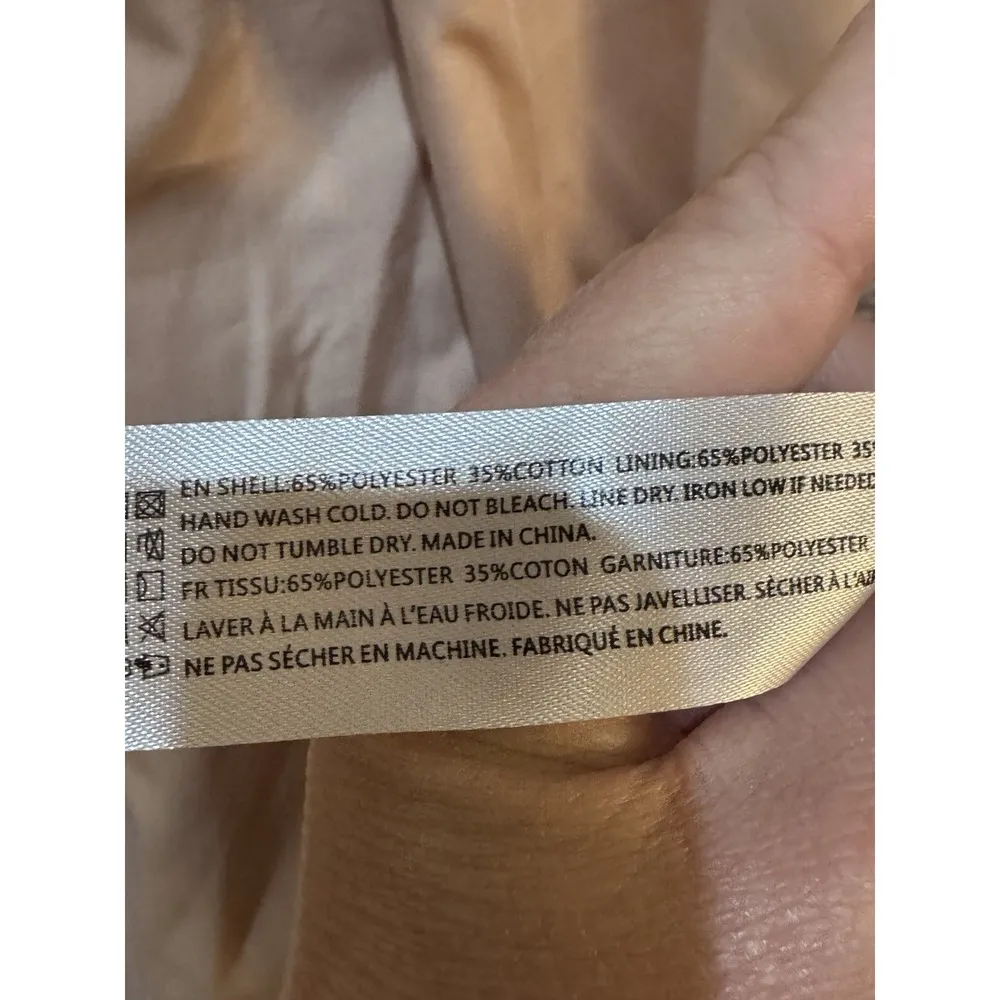 EN SHELL:65%POLYESTER 35%COTTON LINING:65%POLYESTER 35%
HAND WASH COLD. DO NOT BLEACH. LINE DRY. IRON LOW IF NEEDED
DO NOT TUMBLE DRY. MADE IN CHINA.
FR TISSU:65%POLYESTER 35%COTON GARNITURE:65%POLYESTER
LAVER À LA MAIN À L'EAU FROIDE. NE PAS JAVELLISER. SÉCHER À
NE PAS SÉCHER EN MACHINE. FABRIQUÉ EN CHINE.